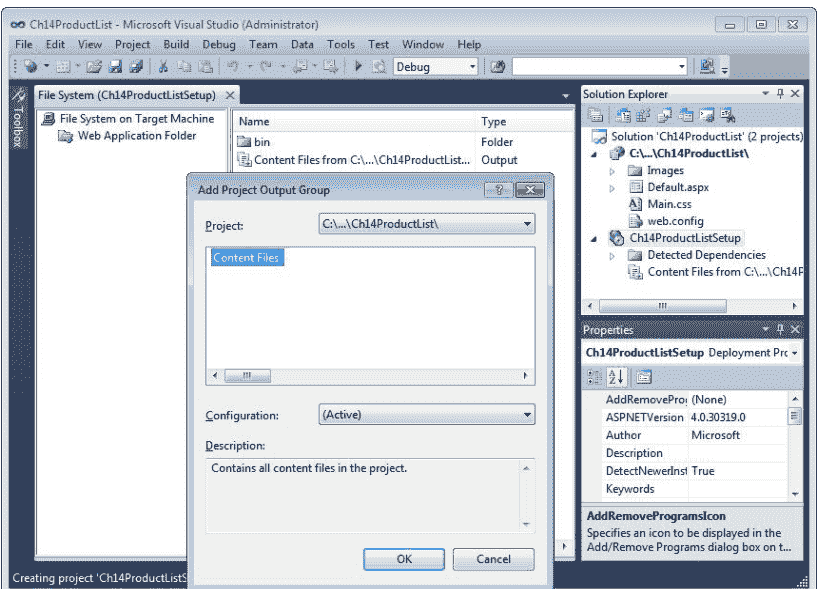 Ch14ProductList - Microsoft Visual Studio (Administrator)
File Edit View Project Build Debug Team Data Tools Test Window Help
Debug
Toolbox
File System (Ch14ProductListSetup)
File System on Target Machine
Web Application Folder
Name Type
bin Folder
Content Files from C:\...\Ch14ProductList... Output
Add Project Output Group
Project: C:\...\Ch14ProductList\
Content Files
Configuration: (Active)
Description:
Contains all content files in the project.
OK Cancel
Solution Explorer
Solution 'Ch14ProductList' (2 projects)
C:\...\Ch14ProductList\
Images
Default.aspx
Main.css
web.config
Ch14ProductListSetup
Detected Dependencies
Content Files from C:\...\Ch14P
Properties
Ch14ProductListSetup Deployment Prc
AddRemoveProg (None)
ASPNETVersion 4.0.30319.0
Author Microsoft
Description
DetectNewerInst True
Keywords
AddRemoveProgramsIcon
Specifies an icon to be displayed in the
Add/Remove Programs dialog box on t...
Creating project 'Ch14ProductListS